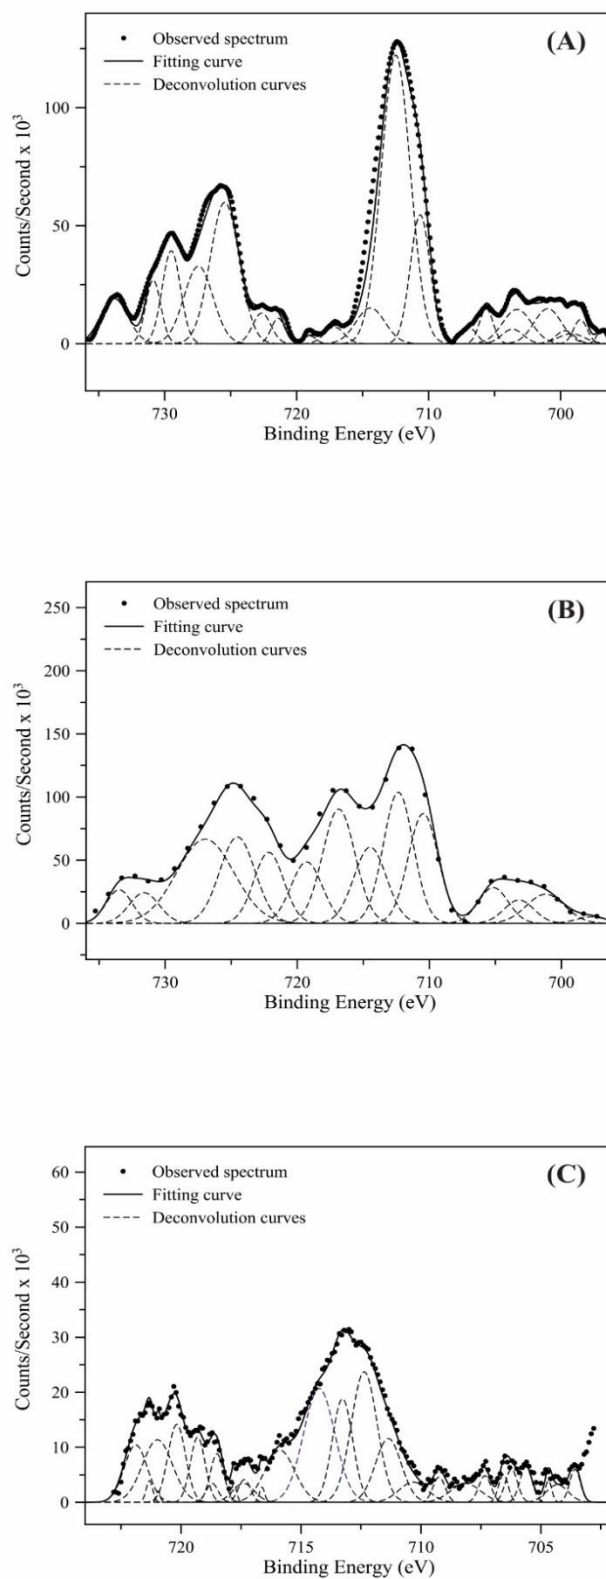 Observed spectrum
Fitting curve
Deconvolution curves
(A)
Counts/Second x 10³
100
50
0
730
720
710
700
Binding Energy (eV)
Observed spectrum
Fitting curve
Deconvolution curves
(B)
Counts/Second x 10³
250
200
150
100
50
0
730
720
710
700
Binding Energy (eV)
Observed spectrum
Fitting curve
Deconvolution curves
(C)
Counts/Second x 10³
60
50
40
30
20
10
0
720
715
710
705
Binding Energy (eV)